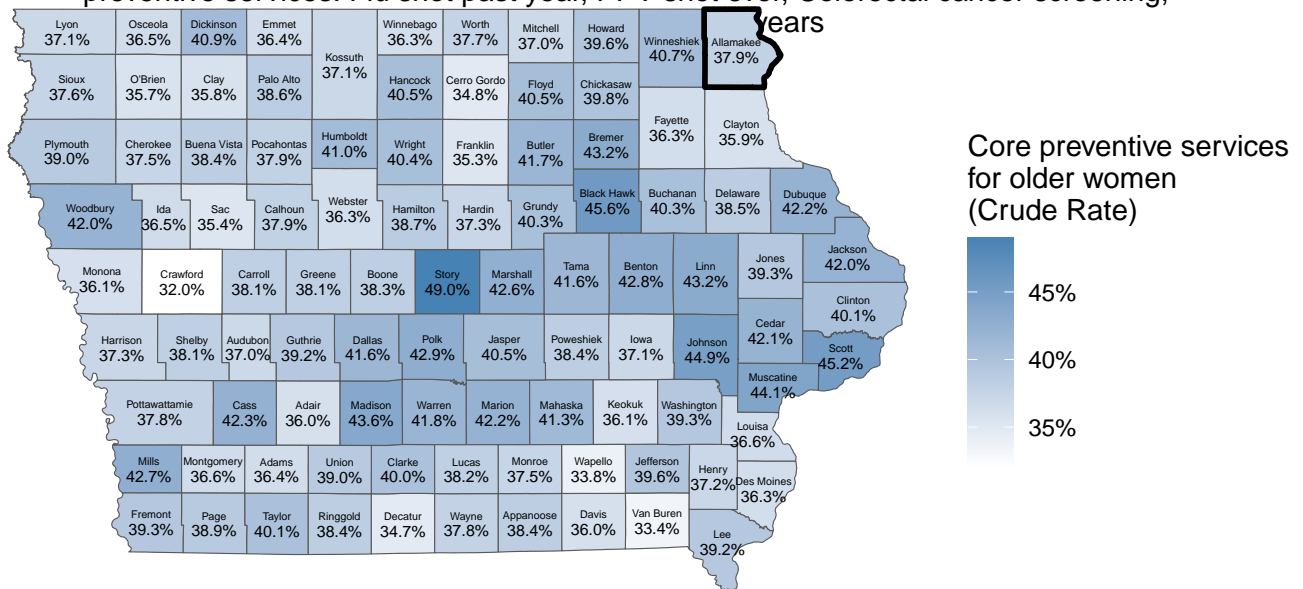 preventive services: Flu shot past year, PPV shot ever, Colorectal cancer screening,
years
Lyon 37.1%
Osceola 36.5%
Dickinson 40.9%
Emmet 36.4%
Kossuth 37.1%
Winnebago 36.3%
Worth 37.7%
Mitchell 37.0%
Howard 39.6%
Winneshiek 40.7%
Allamakee 37.9%
Sioux 37.6%
O'Brien 35.7%
Clay 35.8%
Palo Alto 38.6%
Hancock 40.5%
Cerro Gordo 34.8%
Floyd 40.5%
Chickasaw 39.8%
Fayette 36.3%
Clayton 35.9%
Plymouth 39.0%
Cherokee 37.5%
Buena Vista 38.4%
Pocahontas 37.9%
Humboldt 41.0%
Wright 40.4%
Franklin 35.3%
Butler 41.7%
Bremer 43.2%
Woodbury 42.0%
Ida 36.5%
Sac 35.4%
Calhoun 37.9%
Webster 36.3%
Hamilton 38.7%
Hardin 37.3%
Grundy 40.3%
Black Hawk 45.6%
Buchanan 40.3%
Delaware 38.5%
Dubuque 42.2%
Monona 36.1%
Crawford 32.0%
Carroll 38.1%
Greene 38.1%
Boone 38.3%
Story 49.0%
Marshall 42.6%
Tama 41.6%
Benton 42.8%
Linn 43.2%
Jones 39.3%
Jackson 42.0%
Clinton 40.1%
Harrison 37.3%
Shelby 38.1%
Audubon 37.0%
Guthrie 39.2%
Dallas 41.6%
Polk 42.9%
Jasper 40.5%
Poweshiek 38.4%
Iowa 37.1%
Johnson 44.9%
Cedar 42.1%
Scott 45.2%
Muscatine 44.1%
Pottawattamie 37.8%
Cass 42.3%
Adair 36.0%
Madison 43.6%
Warren 41.8%
Marion 42.2%
Mahaska 41.3%
Keokuk 36.1%
Washington 39.3%
Louisa 36.6%
Mills 42.7%
Montgomery 36.6%
Adams 36.4%
Union 39.0%
Clarke 40.0%
Lucas 38.2%
Monroe 37.5%
Wapello 33.8%
Jefferson 39.6%
Henry 37.2%
Des Moines 36.3%
Fremont 39.3%
Page 38.9%
Taylor 40.1%
Ringgold 38.4%
Decatur 34.7%
Wayne 37.8%
Appanoose 38.4%
Davis 36.0%
Van Buren 33.4%
Lee 39.2%
Core preventive services
for older women
(Crude Rate)
45%
40%
35%